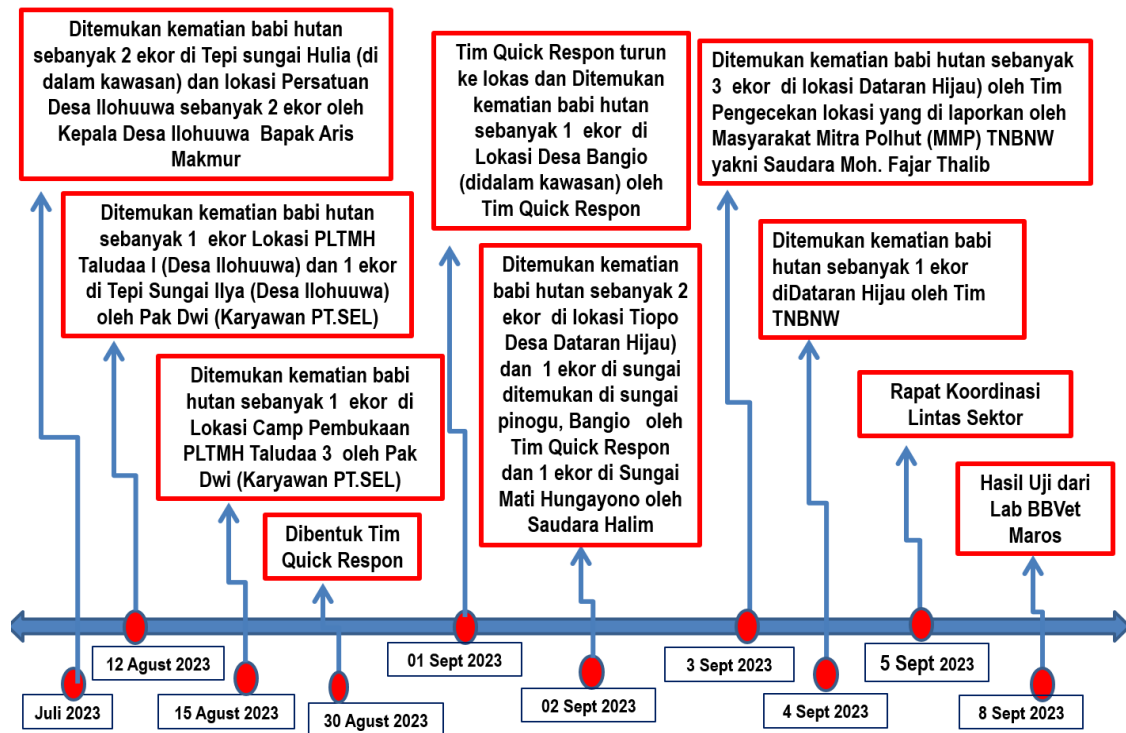 Ditemukan kematian babi hutan
sebanyak 2 ekor di Tepi sungai Hulia (di
dalam kawasan) dan lokasi Persatuan
Desa Ilohuuwa sebanyak 2 ekor oleh
Kepala Desa Ilohuuwa Bapak Aris
Makmur
Ditemukan kematian babi hutan
sebanyak 1 ekor Lokasi PLTMH
Taludaa I (Desa Ilohuuwa) dan 1 ekor
di Tepi Sungai Ilya (Desa Ilohuuwa)
oleh Pak Dwi (Karyawan PT.SEL)
Ditemukan kematian babi
hutan sebanyak 1 ekor di
Lokasi Camp Pembukaan
PLTMH Taludaa 3 oleh Pak
Dwi (Karyawan PT.SEL)
Dibentuk Tim
Quick Respon
Tim Quick Respon turun
ke lokas dan Ditemukan
kematian babi hutan
sebanyak 1 ekor di
Lokasi Desa Bangio
(didalam kawasan) oleh
Tim Quick Respon
Ditemukan kematian
babi hutan sebanyak 2
ekor di lokasi Tiopo
Desa Dataran Hijau)
dan 1 ekor di sungai
ditemukan di sungai
pinogu, Bangio oleh
Tim Quick Respon
dan 1 ekor di Sungai
Mati Hungayono oleh
Saudara Halim
Ditemukan kematian babi hutan sebanyak
3 ekor di lokasi Dataran Hijau) oleh Tim
Pengecekan lokasi yang di laporkan oleh
Masyarakat Mitra Polhut (MMP) TNBNW
yakni Saudara Moh. Fajar Thalib
Ditemukan kematian babi
hutan sebanyak 1 ekor
diDataran Hijau oleh Tim
TNBNW
Rapat Koordinasi
Lintas Sektor
Hasil Uji dari
Lab BBVet
Maros
Juli 2023
12 Agust 2023
15 Agust 2023
30 Agust 2023
01 Sept 2023
02 Sept 2023
3 Sept 2023
4 Sept 2023
5 Sept 2023
8 Sept 2023